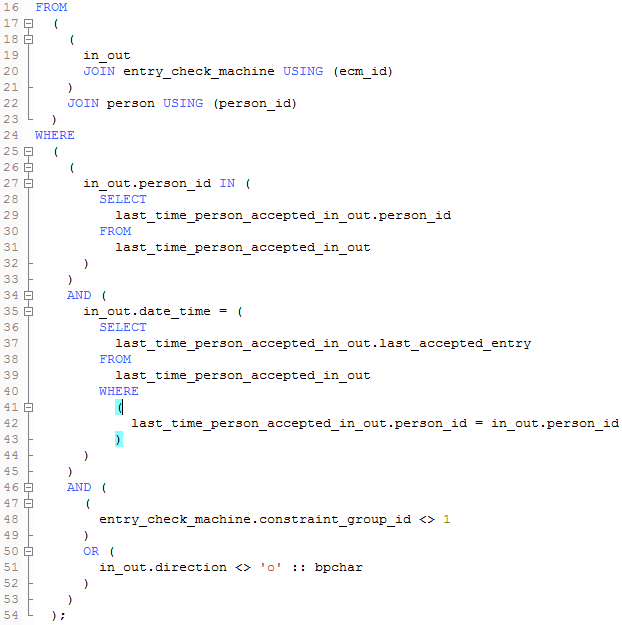 16 FROM
17 (
18 (
19 in_out
20 JOIN entry_check_machine USING (ecm_id)
21 )
22 JOIN person USING (person_id)
23 )
24 WHERE
25 (
26 (
27 in_out.person_id IN (
28 SELECT
29 last_time_person_accepted_in_out.person_id
30 FROM
31 last_time_person_accepted_in_out
32 )
33 )
34 AND (
35 in_out.date_time = (
36 SELECT
37 last_time_person_accepted_in_out.last_accepted_entry
38 FROM
39 last_time_person_accepted_in_out
40 WHERE
41 (
42 last_time_person_accepted_in_out.person_id = in_out.person_id
43 )
44 )
45 )
46 AND (
47 (
48 entry_check_machine.constraint_group_id <> 1
49 )
50 OR (
51 in_out.direction <> 'o' :: bpchar
52 )
53 )
54 );